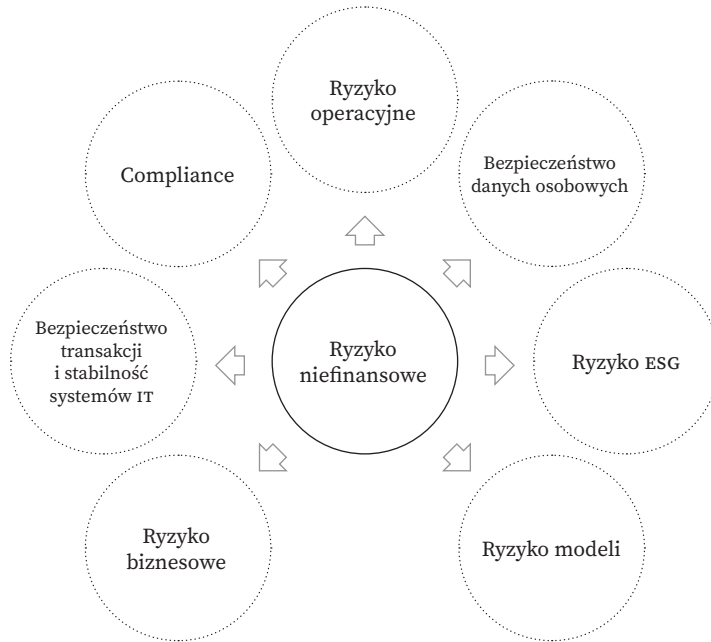 Ryzyko
operacyjne
Compliance
Bezpieczeństwo
danych osobowych
Bezpieczeństwo
transakcji
i stabilność
systemów IT
Ryzyko
niefinansowe
Ryzyko ESG
Ryzyko
biznesowe
Ryzyko modeli